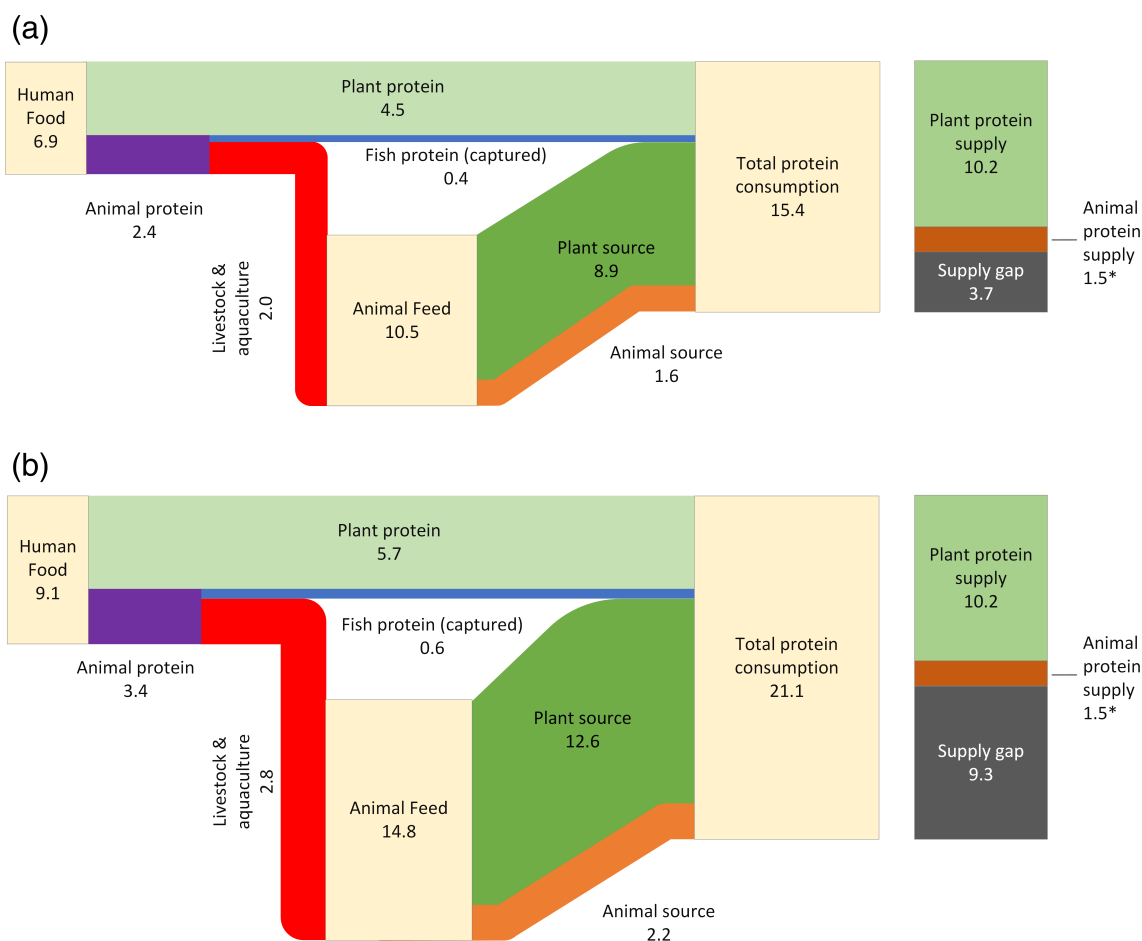 (a)
Human
Food
6.9
Plant protein
4.5
Fish protein (captured)
0.4
Animal protein
2.4
Livestock &
aquaculture
2.0
Animal Feed
10.5
Plant source
8.9
Animal source
1.6
Total protein
consumption
15.4
Plant protein
supply
10.2
Animal
protein
supply
1.5*
Supply gap
3.7
(b)
Human
Food
9.1
Plant protein
5.7
Fish protein (captured)
0.6
Animal protein
3.4
Livestock &
aquaculture
2.8
Animal Feed
14.8
Plant source
12.6
Animal source
2.2
Total protein
consumption
21.1
Plant protein
supply
10.2
Animal
protein
supply
1.5*
Supply gap
9.3